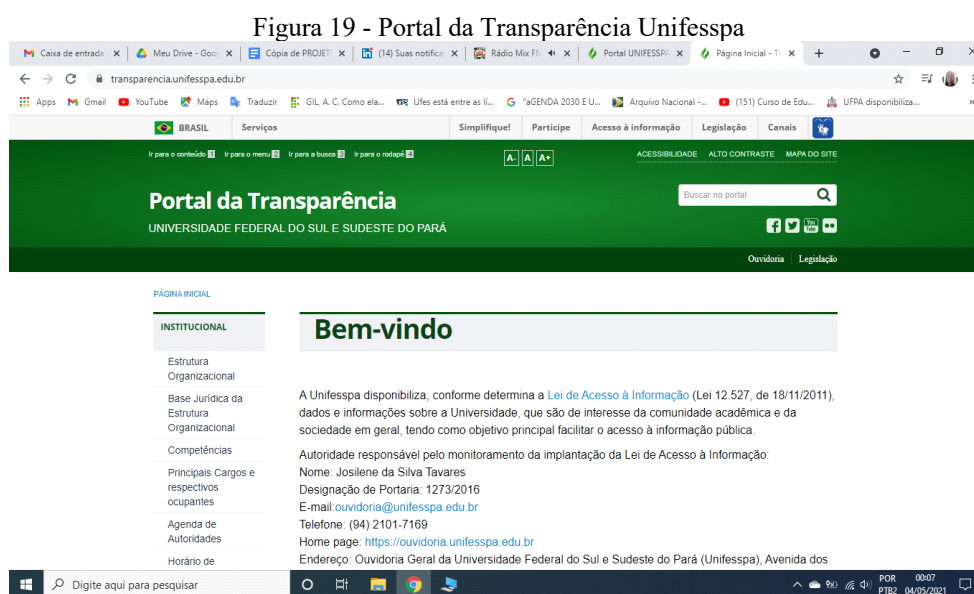 Figura 19 - Portal da Transparência Unifesspa
Caixa de entrada
Meu Drive - Goog
Cópia de PROJETO
(14) Suas notifica
Rádio Mix FM
Portal UNIFESSPA
Página Inicial - Tr
transparencia.unifesspa.edu.br
Apps Gmail YouTube Maps Traduzir GIL, A. C. Como ela... Ufes está entre as lí... "aGENDA 2030 E U... Arquivo Nacional -... (151) Curso de Edu... UFPA disponibiliza...
BRASIL Serviços Simplifique! Participe Acesso à informação Legislação Canais
Ir para o conteúdo 1 Ir para o menu 2 Ir para a busca 3 Ir para o rodapé 4 A- A A+ ACESSIBILIDADE ALTO CONTRASTE MAPA DO SITE
Portal da Transparência
Buscar no portal
UNIVERSIDADE FEDERAL DO SUL E SUDESTE DO PARÁ
You Tube
Ouvidoria Legislação
PÁGINA INICIAL
INSTITUCIONAL
Estrutura
Organizacional
Base Jurídica da
Estrutura
Organizacional
Competências
Principais Cargos e
respectivos
ocupantes
Agenda de
Autoridades
Horário de
Bem-vindo
A Unifesspa disponibiliza, conforme determina a Lei de Acesso à Informação (Lei 12.527, de 18/11/2011),
dados e informações sobre a Universidade, que são de interesse da comunidade acadêmica e da
sociedade em geral, tendo como objetivo principal facilitar o acesso à informação pública.
Autoridade responsável pelo monitoramento da implantação da Lei de Acesso à Informação:
Nome: Josilene da Silva Tavares
Designação de Portaria: 1273/2016
E-mail:ouvidoria@unifesspa.edu.br
Telefone: (94) 2101-7169
Home page: https://ouvidoria.unifesspa.edu.br
Endereço: Ouvidoria Geral da Universidade Federal do Sul e Sudeste do Pará (Unifesspa), Avenida dos
Digite aqui para pesquisar
POR 00:07
PTB2 04/05/2021